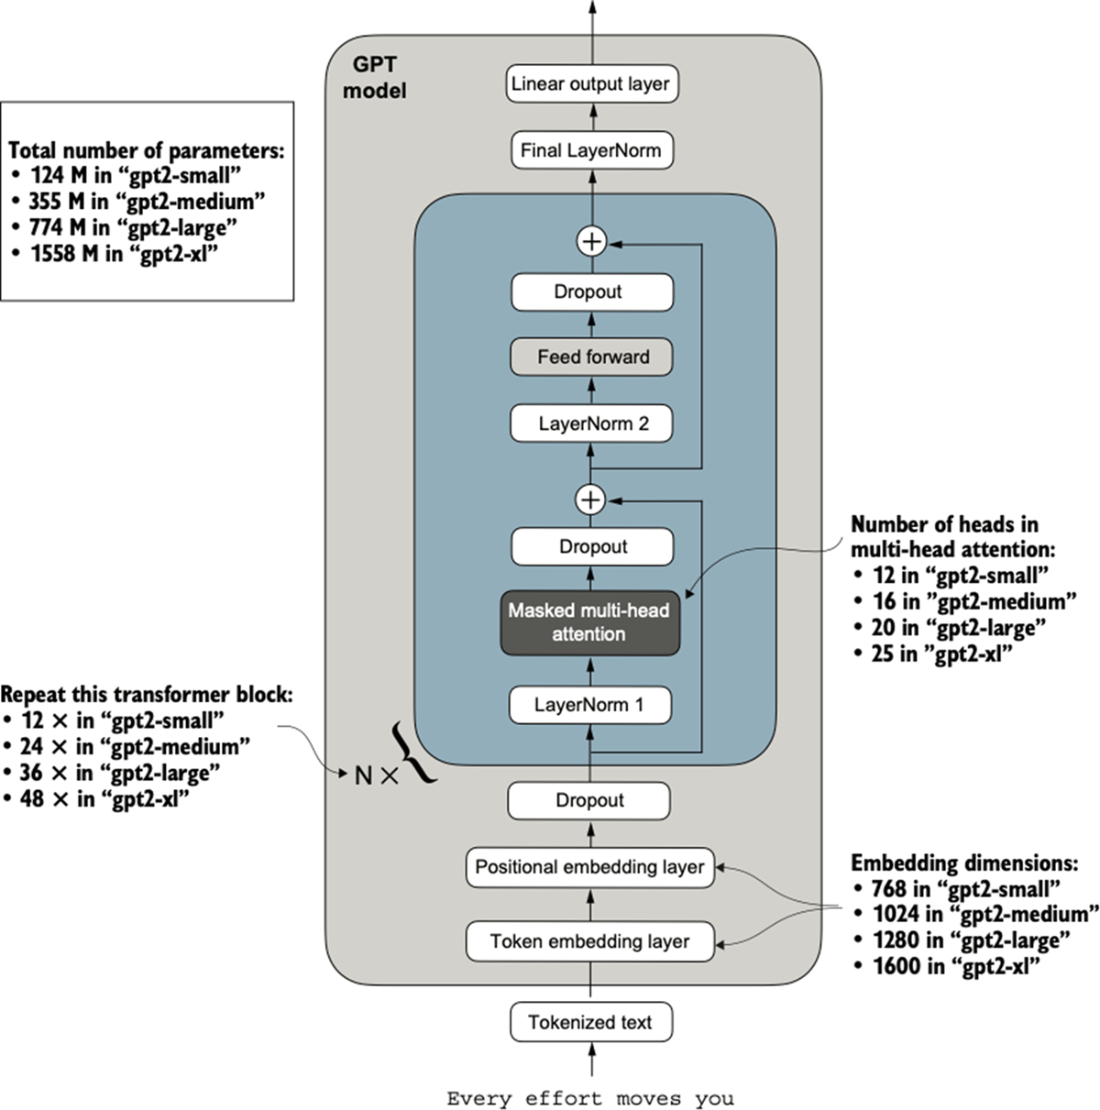 GPT
model
Linear output layer
Final LayerNorm
Total number of parameters:
• 124 M in “gpt2-small”
• 355 M in “gpt2-medium”
• 774 M in “gpt2-large”
• 1558 M in “gpt2-xl”
+
Dropout
Feed forward
LayerNorm 2
+
Dropout
Masked multi-head
attention
LayerNorm 1
Number of heads in
multi-head attention:
• 12 in “gpt2-small”
• 16 in ”gpt2-medium”
• 20 in “gpt2-large”
• 25 in ”gpt2-xl”
Repeat this transformer block:
• 12 × in “gpt2-small”
• 24 × in “gpt2-medium”
• 36 × in “gpt2-large”
• 48 × in “gpt2-xl”
N × {
Dropout
Positional embedding layer
Token embedding layer
Embedding dimensions:
• 768 in “gpt2-small”
• 1024 in “gpt2-medium”
• 1280 in “gpt2-large”
• 1600 in “gpt2-xl”
Tokenized text
Every effort moves you